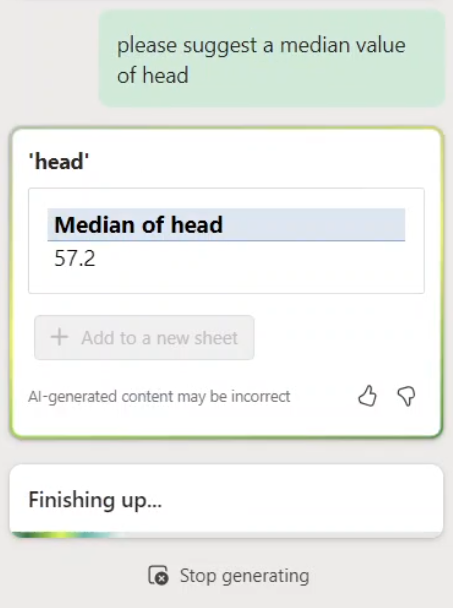 please suggest a median value
of head
'head'
Median of head
57.2
+ Add to a new sheet
AI-generated content may be incorrect
Finishing up...
Stop generating